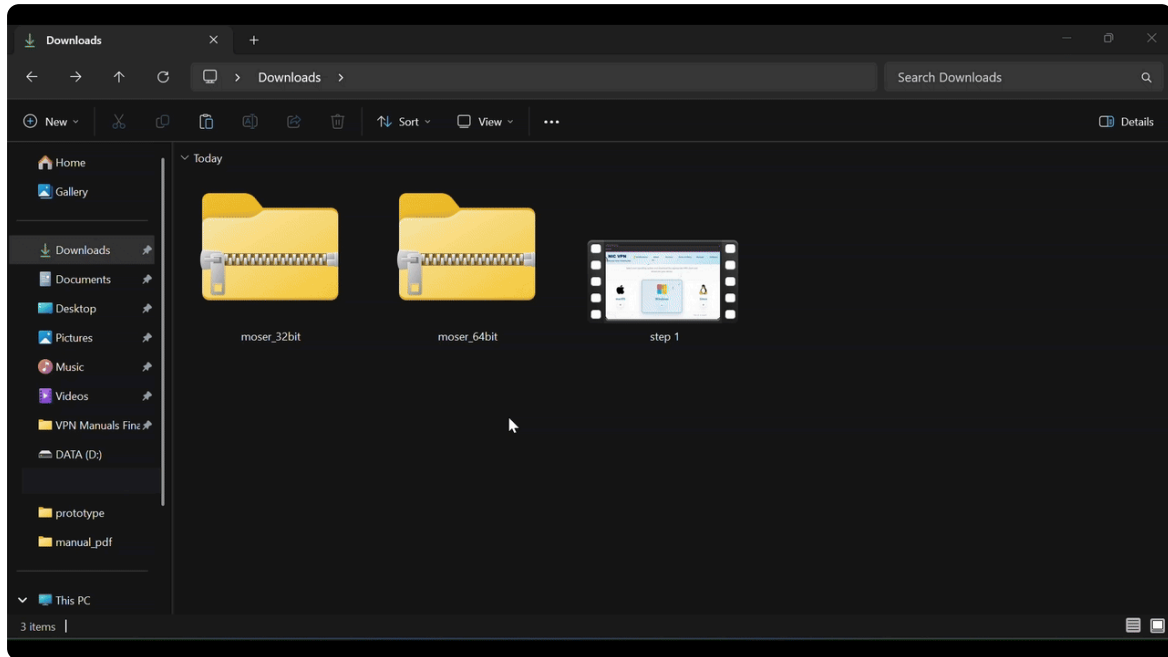 Downloads
Downloads
Search Downloads
New
Sort
View
Details
Home
Gallery
Downloads
Documents
Desktop
Pictures
Music
Videos
VPN Manuals Fina
DATA (D:)
prototype
manual_pdf
This PC
Today
moser_32bit
moser_64bit
step 1
3 items